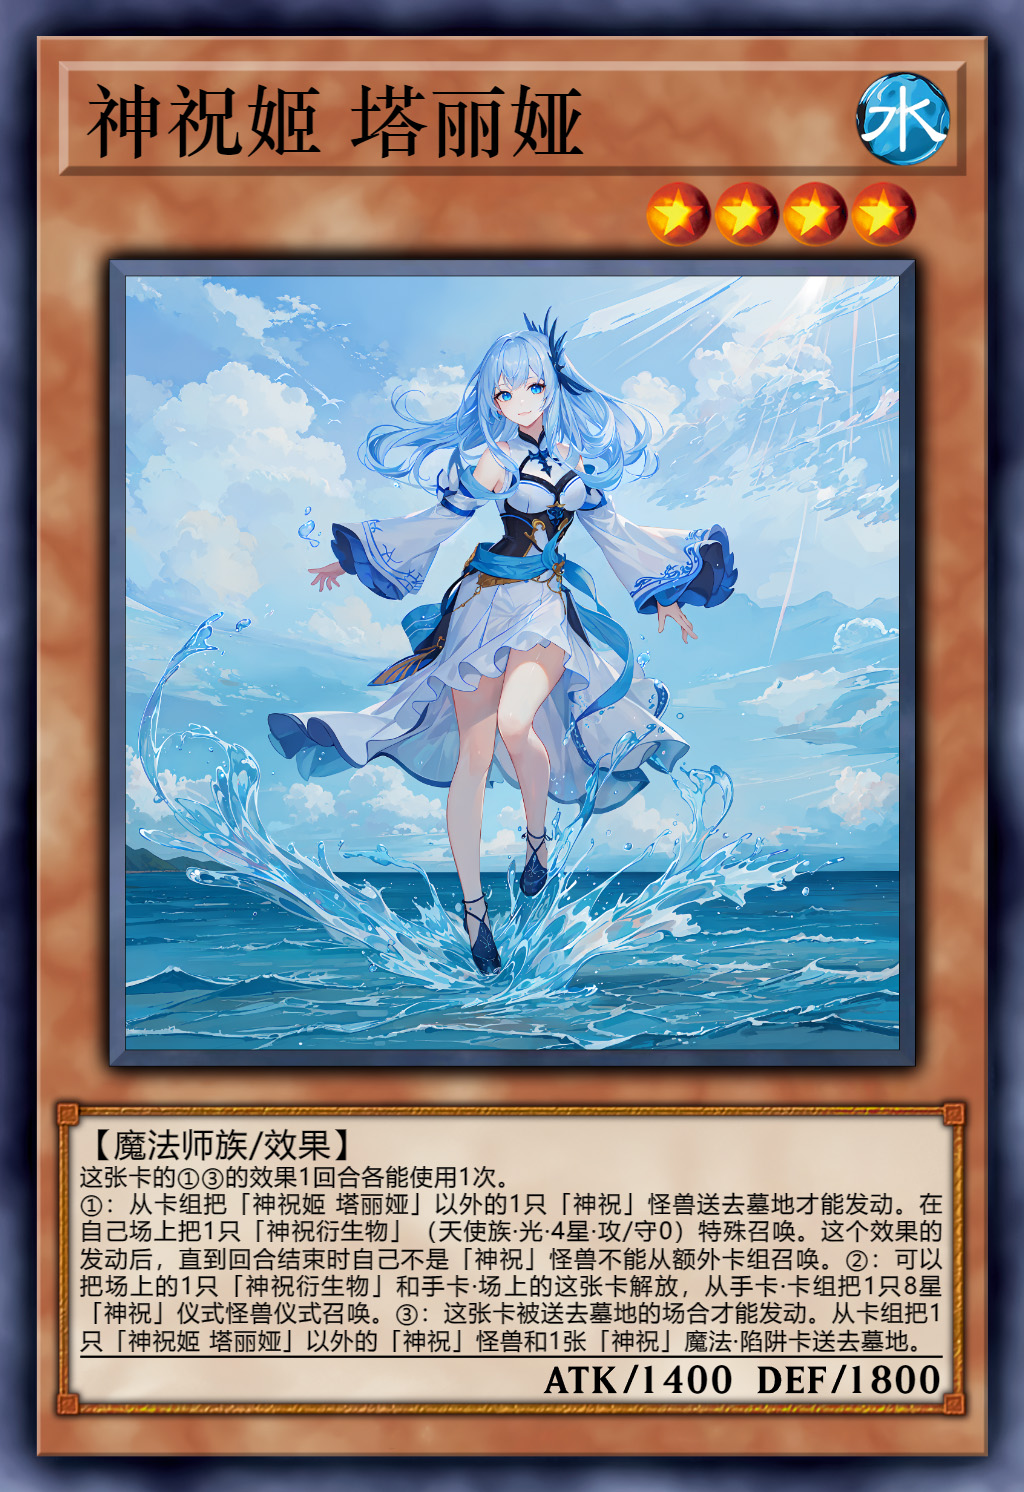 神祝姬 塔丽娅
水
【魔法师族/效果】
这张卡的①③的效果1回合各能使用1次。
①：从卡组把「神祝姬 塔丽娅」以外的1只「神祝」怪兽送去墓地才能发动。在
自己场上把1只「神祝衍生物」（天使族·光·4星·攻/守0）特殊召唤。这个效果的
发动后，直到回合结束时自己不是「神祝」怪兽不能从额外卡组召唤。②：可以
把场上的1只「神祝衍生物」和手卡·场上的这张卡解放，从手卡·卡组把1只8星
「神祝」仪式怪兽仪式召唤。③：这张卡被送去墓地的场合才能发动。从卡组把1
只「神祝姬 塔丽娅」以外的「神祝」怪兽和1张「神祝」魔法·陷阱卡送去墓地。
ATK/1400 DEF/1800